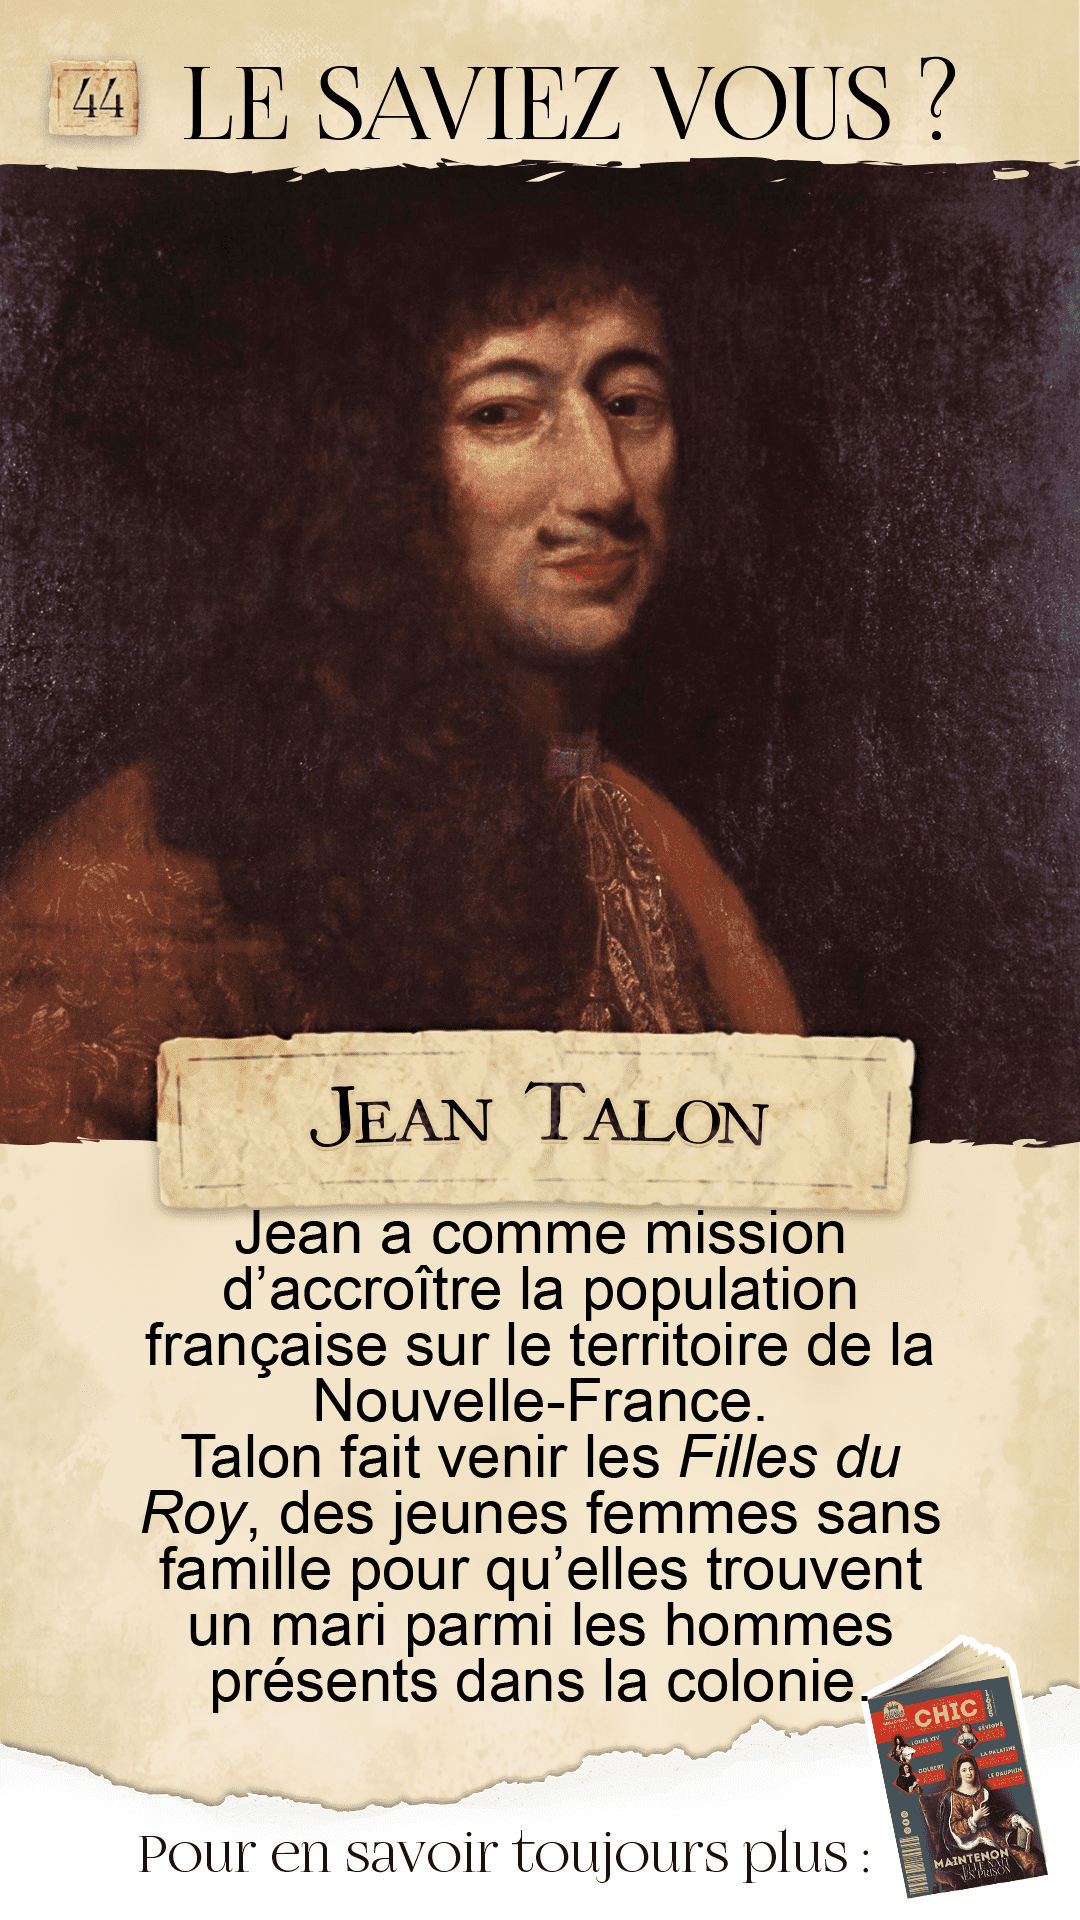 44
LE SAVIEZ VOUS ?
JEAN TALON
Jean a comme mission
d’accroître la population
française sur le territoire de la
Nouvelle-France.
Talon fait venir les Filles du
Roy, des jeunes femmes sans
famille pour qu’elles trouvent
un mari parmi les hommes
présents dans la colonie.
CHIC
LOUIS XIV
SÉVIGNÉ
COLBERT
LA PALATINE
LE DAUPHIN
MAINTENON
EN PRISON
Pour en savoir toujours plus :